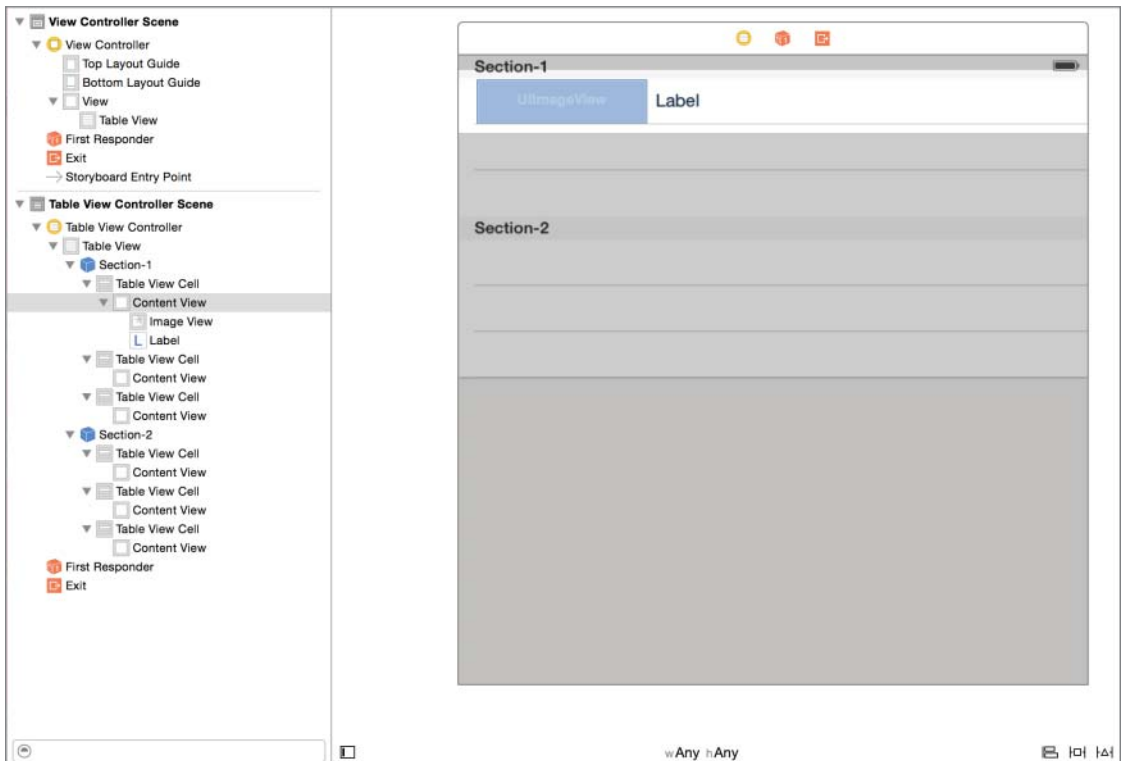 View Controller Scene
View Controller
Top Layout Guide
Bottom Layout Guide
View
Table View
First Responder
Exit
Storyboard Entry Point
Table View Controller Scene
Table View Controller
Table View
Section-1
Table View Cell
Content View
Image View
L Label
Table View Cell
Content View
Table View Cell
Content View
Section-2
Table View Cell
Content View
Table View Cell
Content View
Table View Cell
Content View
First Responder
Exit
Section-1
UIImageView Label
Section-2
wAny hAny